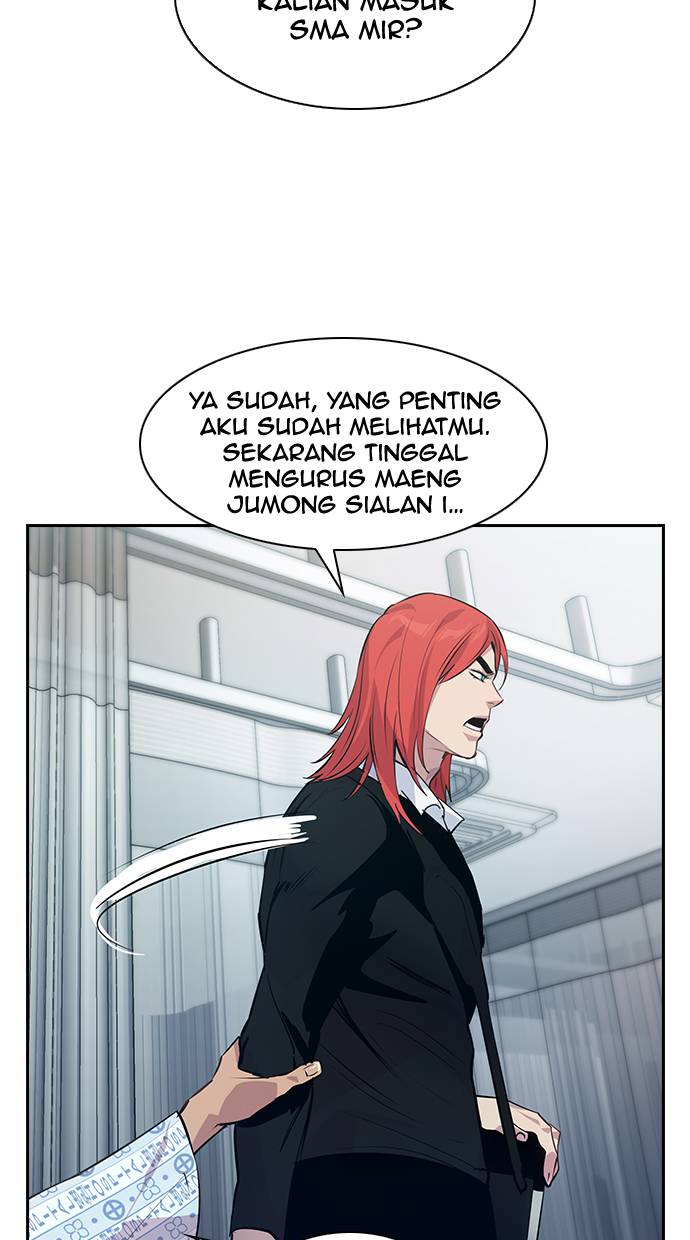 KALIAN MASUK
SMA MIR?
YA SUDAH, YANG PENTING
AKU SUDAH MELIHATMU.
SEKARANG TINGGAL
MENGURUS MAENG
JUMONG SIALAN I...